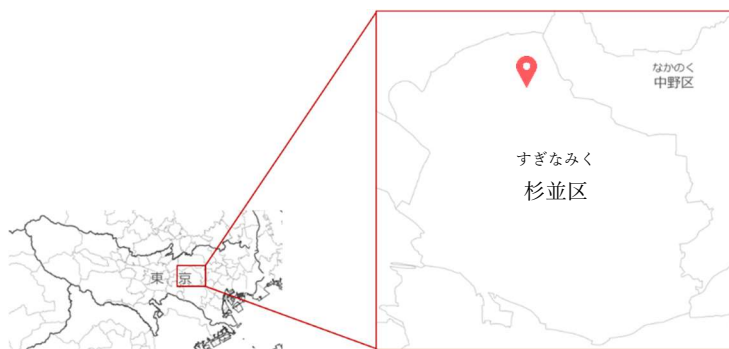 なかのく
中野区
すぎなみく
杉並区
東京